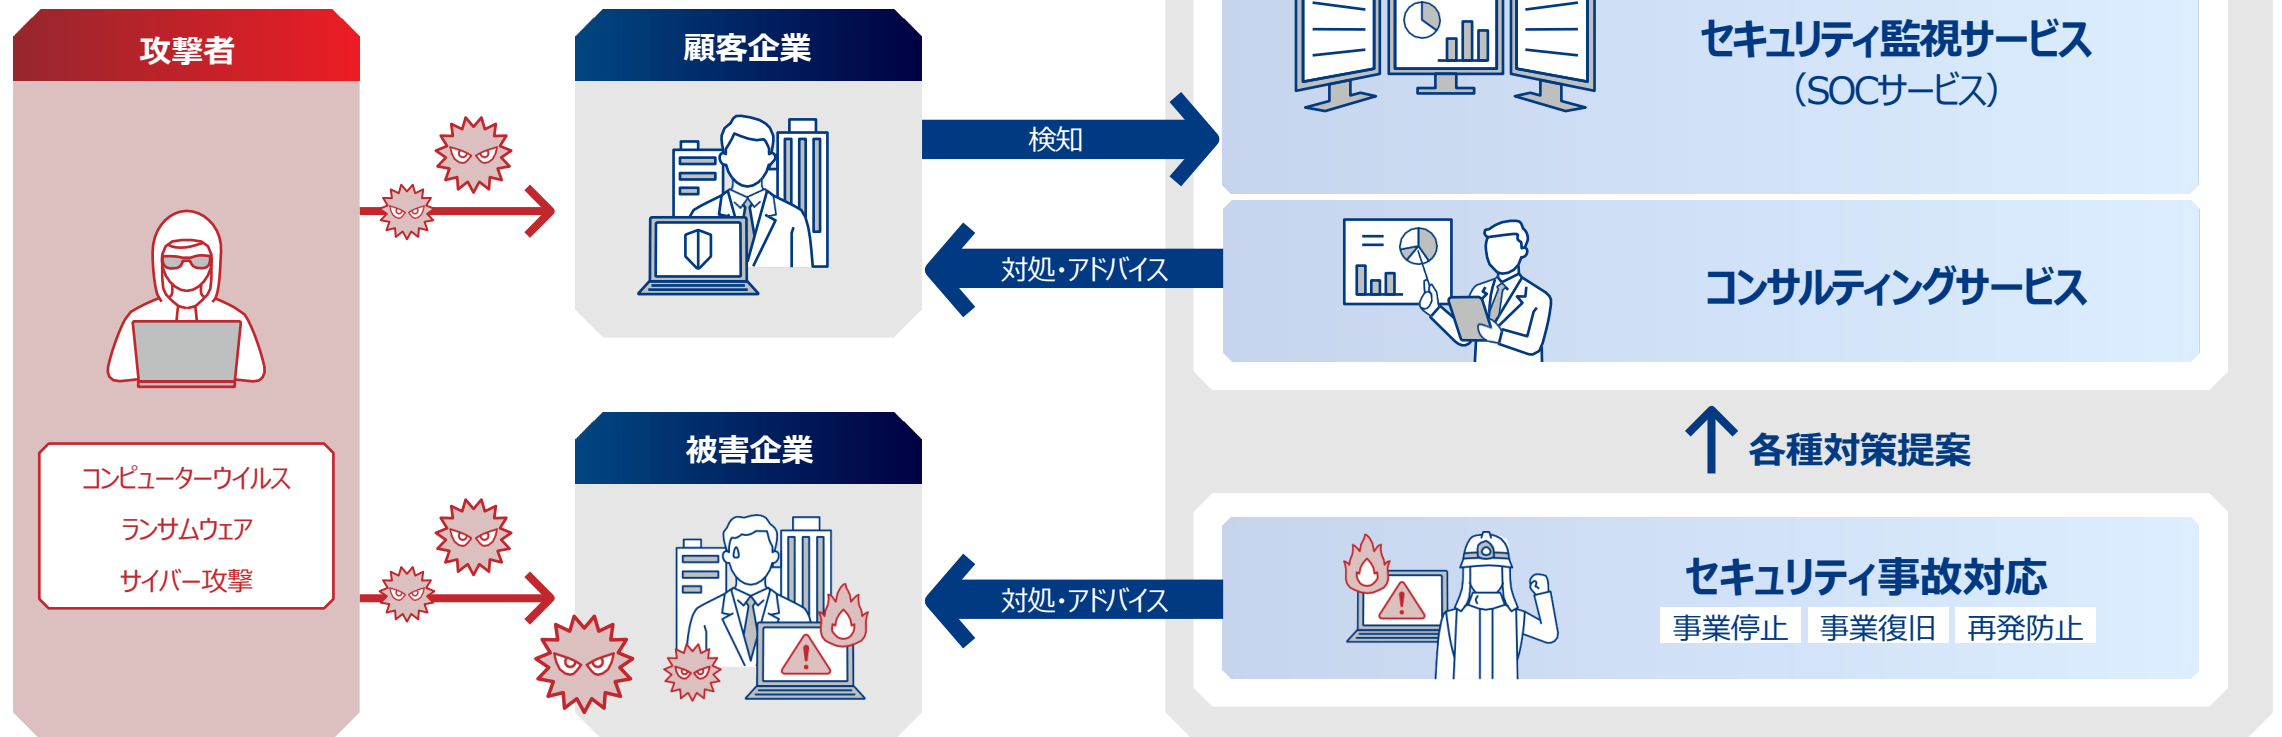 攻撃者
コンピューターウイルス
ランサムウェア
サイバー攻撃
顧客企業
検知
対処・アドバイス
セキュリティ監視サービス
（SOCサービス）
コンサルティングサービス
各種対策提案
被害企業
対処・アドバイス
セキュリティ事故対応
事業停止 事業復旧 再発防止